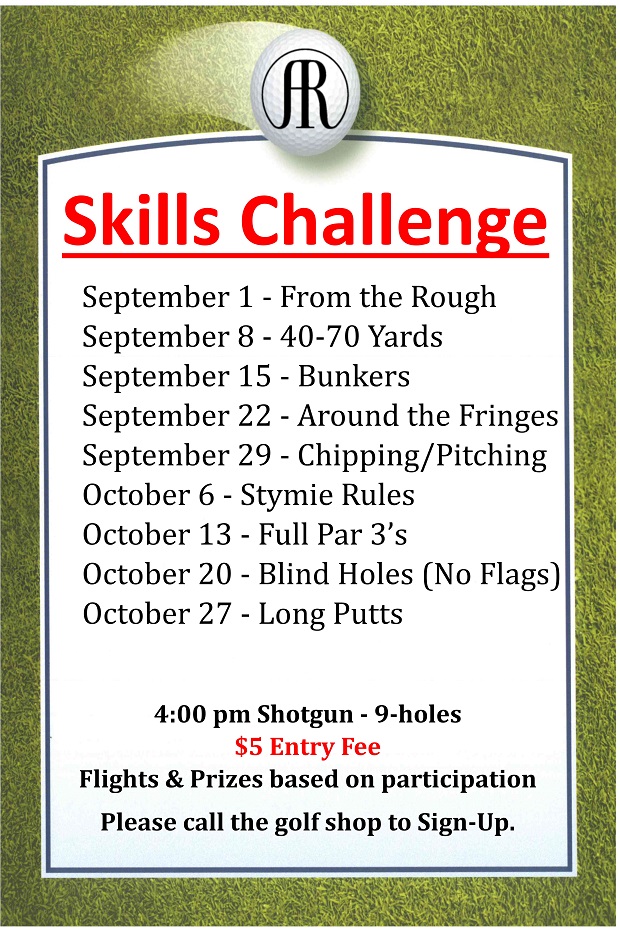 AR
Skills Challenge
September 1 - From the Rough
September 8 - 40-70 Yards
September 15 - Bunkers
September 22 - Around the Fringes
September 29 - Chipping/Pitching
October 6 - Stymie Rules
October 13 - Full Par 3’s
October 20 - Blind Holes (No Flags)
October 27 - Long Putts
4:00 pm Shotgun - 9-holes
$5 Entry Fee
Flights & Prizes based on participation
Please call the golf shop to Sign-Up.